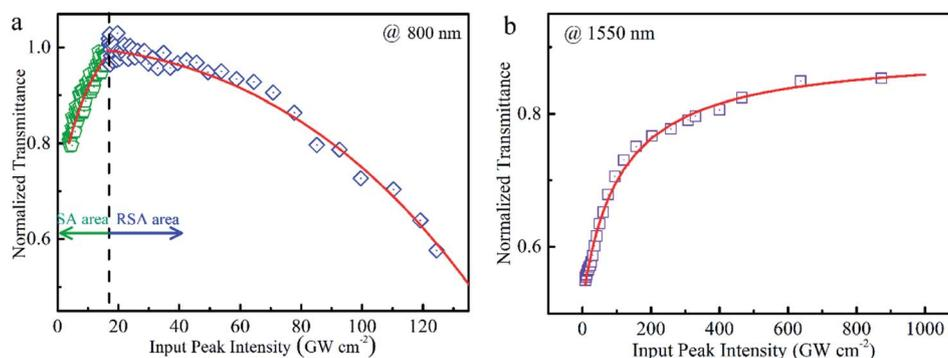 a
@ 800 nm
1.0
0.8
0.6
Normalized Transmittance
SA area
RSA area
0
20
40
60
80
100
120
Input Peak Intensity (GW cm-2)
b
@ 1550 nm
0.8
0.6
Normalized Transmittance
0
200
400
600
800
1000
Input Peak Intensity (GW cm-2)